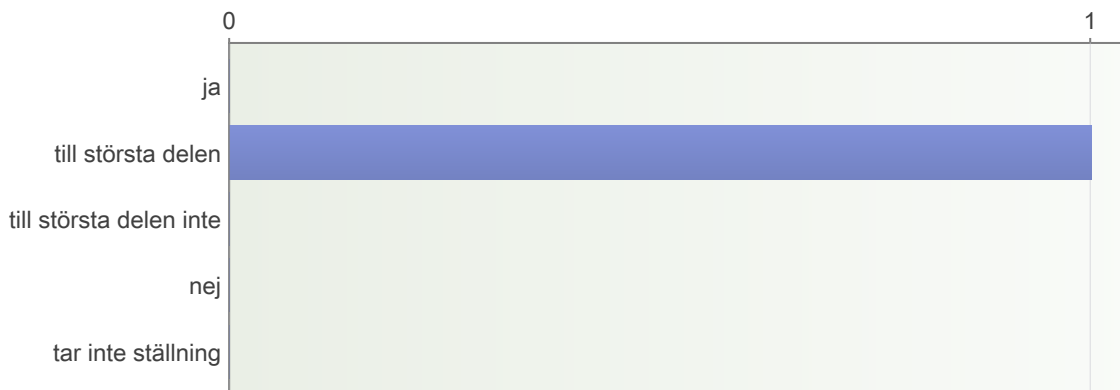 0 1
ja
till största delen
till största delen inte
nej
tar inte ställning